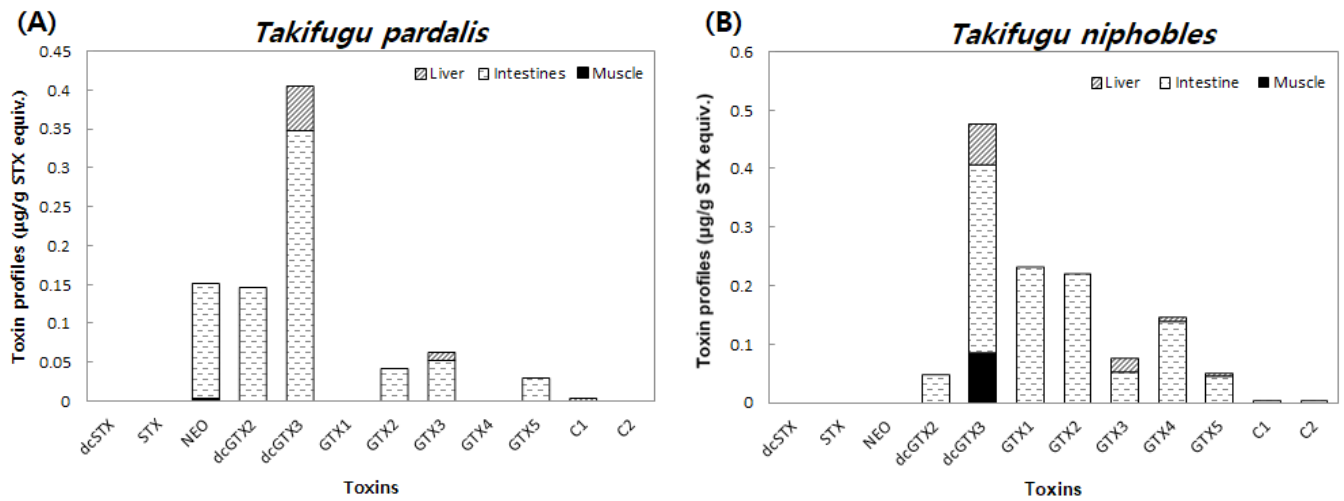 (A)
Takifugu pardalis
Liver Intestines Muscle
Toxin profiles (µg/g STX equiv.)
0.45
0.4
0.35
0.3
0.25
0.2
0.15
0.1
0.05
0
dcSTX STX NEO dcGTX2 dcGTX3 GTX1 GTX2 GTX3 GTX4 GTX5 C1 C2
Toxins
(B)
Takifugu niphobles
Liver Intestine Muscle
Toxin profiles (µg/g STX equiv.)
0.6
0.5
0.4
0.3
0.2
0.1
0
dcSTX STX NEO dcGTX2 dcGTX3 GTX1 GTX2 GTX3 GTX4 GTX5 C1 C2
Toxins